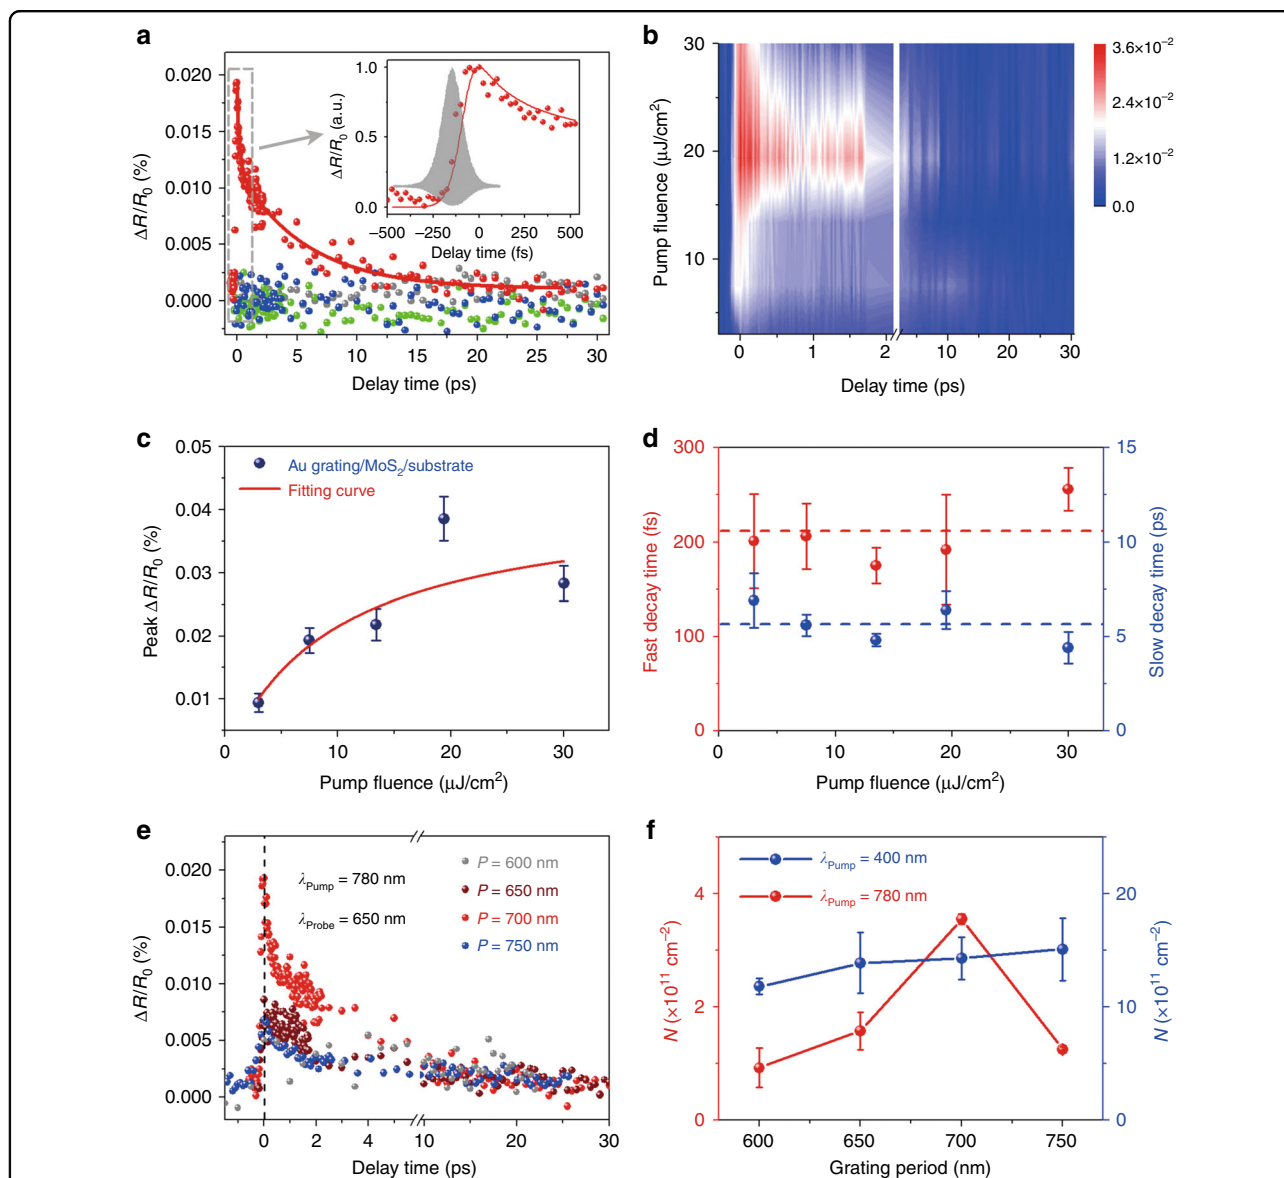 a
0.020
0.015
0.010
0.005
0.000
ΔR/R0 (%)
0 5 10 15 20 25 30
Delay time (ps)
1.0
0.5
0.0
ΔR/R0 (a.u.)
−500 −250 0 250 500
Delay time (fs)
b
30
20
10
Pump fluence (μJ/cm²)
0 1 2 10 20 30
Delay time (ps)
3.6×10−2
2.4×10−2
1.2×10−2
0.0
c
0.05
0.04
0.03
0.02
0.01
Peak ΔR/R0 (%)
Au grating/MoS2/substrate
Fitting curve
0 10 20 30
Pump fluence (μJ/cm²)
d
300
200
100
0
Fast decay time (fs)
15
10
5
0
Slow decay time (ps)
0 10 20 30
Pump fluence (μJ/cm²)
e
0.020
0.015
0.010
0.005
0.000
ΔR/R0 (%)
λPump = 780 nm
λProbe = 650 nm
P = 600 nm
P = 650 nm
P = 700 nm
P = 750 nm
0 2 4 10 20 30
Delay time (ps)
f
4
2
0
N (×10¹¹ cm−2)
λPump = 400 nm
λPump = 780 nm
20
10
0
N (×10¹¹ cm−2)
600 650 700 750
Grating period (nm)